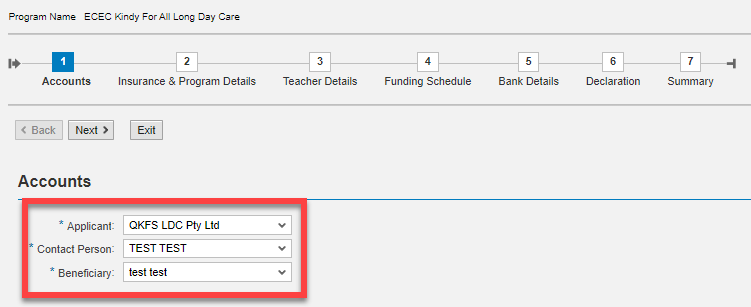 Program Name ECEC Kindy For All Long Day Care
1 2 3 4 5 6 7
Accounts Insurance & Program Details Teacher Details Funding Schedule Bank Details Declaration Summary
Back Next Exit
Accounts
* Applicant: QKFS LDC Pty Ltd
* Contact Person: TEST TEST
* Beneficiary: test test